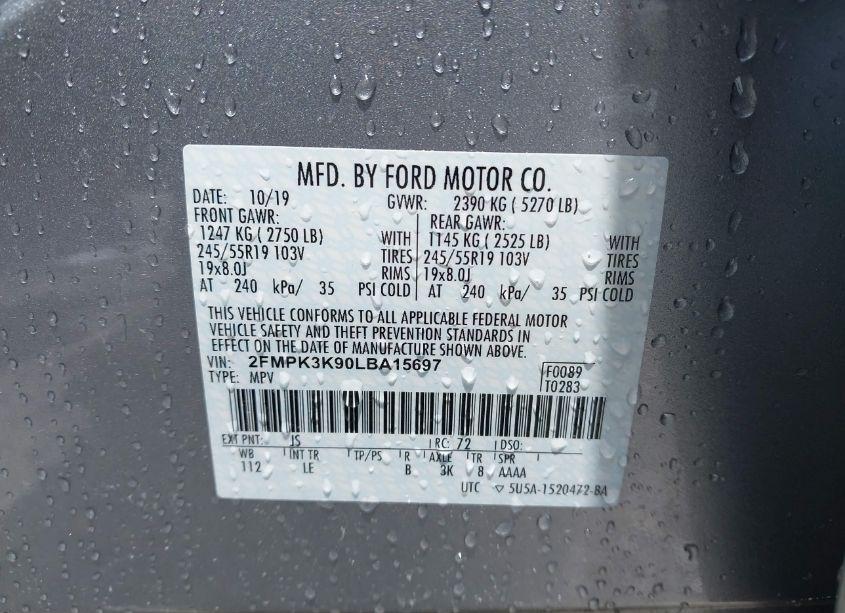 MFD. BY FORD MOTOR CO.
DATE: 10/19 GVWR: 2390 KG ( 5270 LB)
FRONT GAWR: REAR GAWR:
1247 KG ( 2750 LB) WITH 1145 KG ( 2525 LB) WITH
245/55R19 103V TIRES 245/55R19 103V TIRES
19x8.0J RIMS 19x8.0J RIMS
AT 240 kPa/ 35 PSI COLD AT 240 kPa/ 35 PSI COLD
THIS VEHICLE CONFORMS TO ALL APPLICABLE FEDERAL MOTOR
VEHICLE SAFETY AND THEFT PREVENTION STANDARDS IN
EFFECT ON THE DATE OF MANUFACTURE SHOWN ABOVE.
VIN: 2FMPK3K90LBA15697 F0089
TYPE: MPV T0283
EXT PNT: JS RC: 72 DSO:
WB INT TR TP/PS R AXLE TR SPR
112 LE B 3K 8 AAAA
UTC ▽ 5U5A-1520472-BA